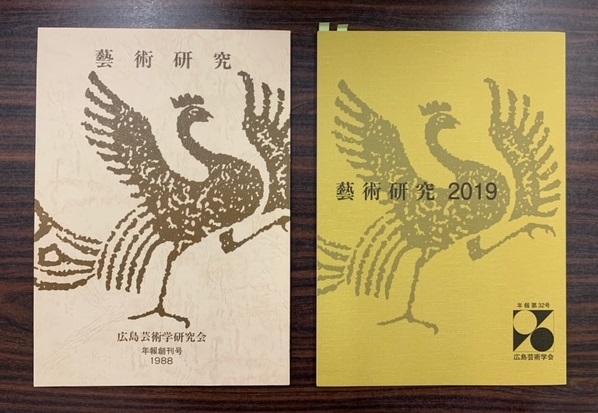 藝術研究
広島芸術学研究会
年報創刊号
1988
藝術研究 2019
年報第32号
広島芸術学会